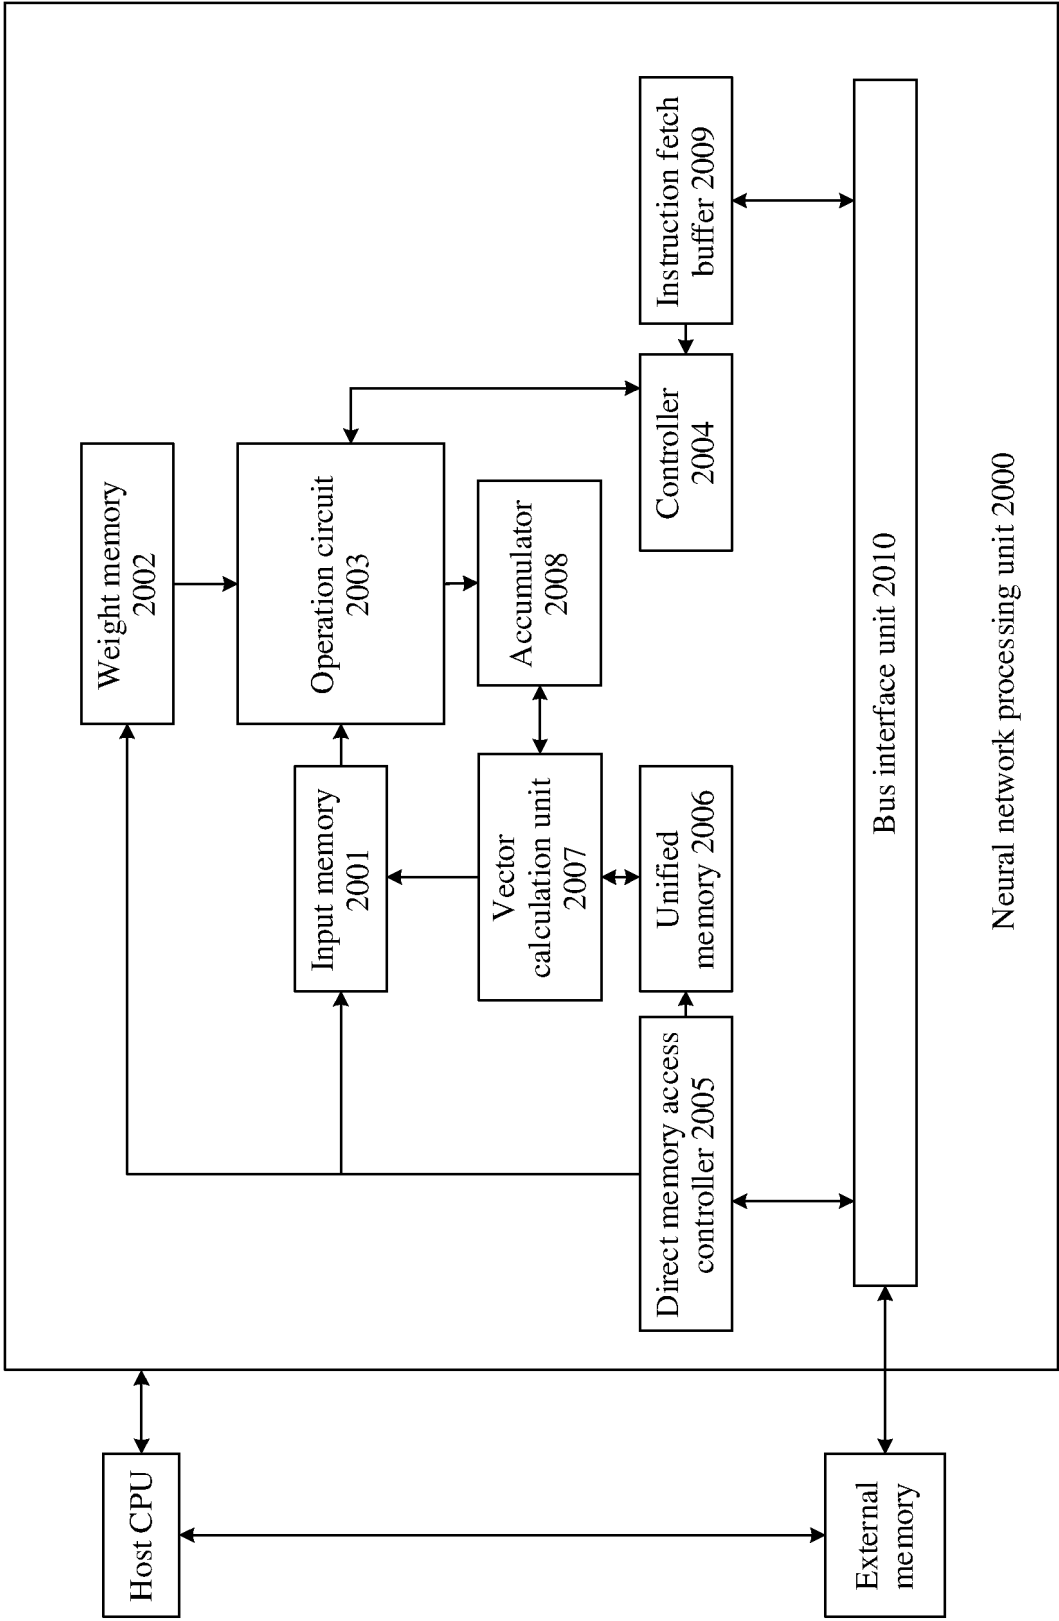 Host CPU
External
memory
Weight memory
2002
Operation circuit
2003
Input memory
2001
Accumulator
2008
Vector
calculation unit
2007
Controller
2004
Instruction fetch
buffer 2009
Unified
memory 2006
Direct memory access
controller 2005
Bus interface unit 2010
Neural network processing unit 2000